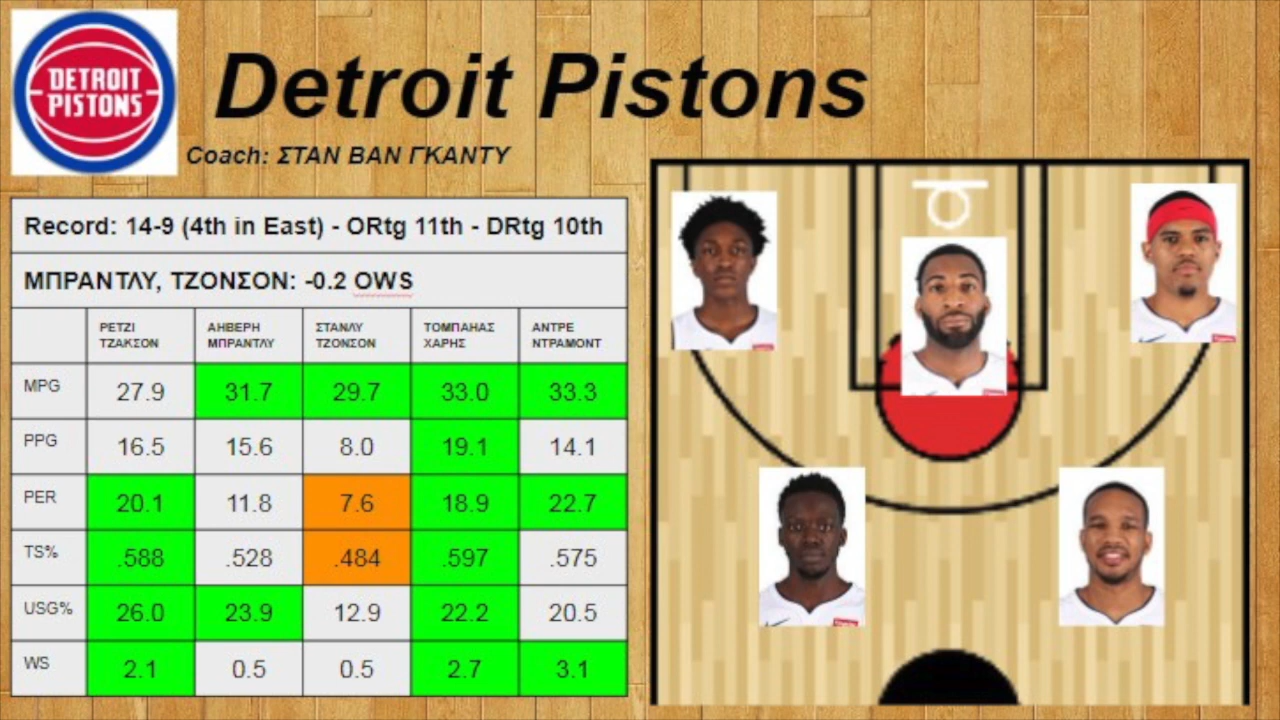 DETROIT
PISTONS
Detroit Pistons
Coach: ΣΤΑΝ ΒΑΝ ΓΚΑΝΤΥ
Record: 14-9 (4th in East) - ORtg 11th - DRtg 10th
ΜΠΡΑΝΤΛΥ, ΤΖΟΝΣΟΝ: -0.2 OWS
ΡΕΤΖΙ ΑΗΒΕΡΗ ΣΤΑΝΛΥ ΤΟΜΠΑΗΑΣ ΑΝΤΡΕ
ΤΖΑΚΣΟΝ ΜΠΡΑΝΤΛΥ ΤΖΟΝΣΟΝ ΧΑΡΗΣ ΝΤΡΑΜΟΝΤ
MPG 27.9 31.7 29.7 33.0 33.3
PPG 16.5 15.6 8.0 19.1 14.1
PER 20.1 11.8 7.6 18.9 22.7
TS% .588 .528 .484 .597 .575
USG% 26.0 23.9 12.9 22.2 20.5
WS 2.1 0.5 0.5 2.7 3.1